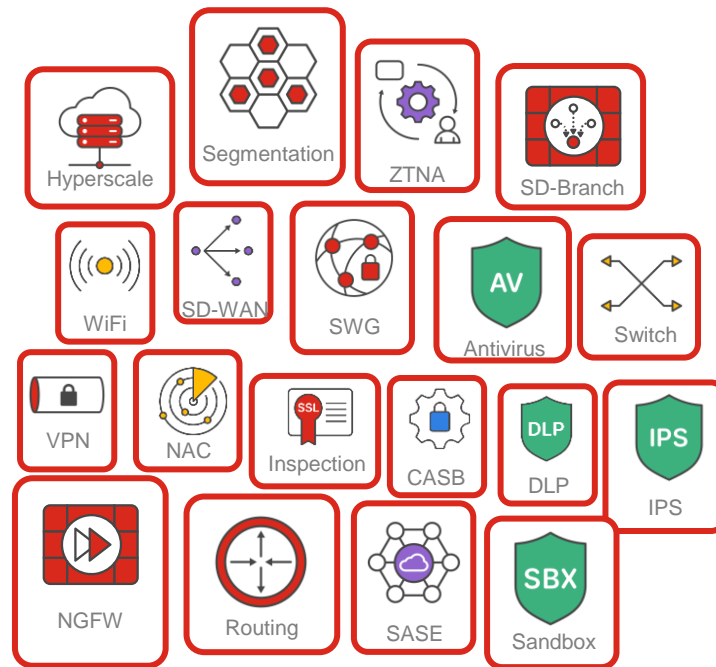 Hyperscale
Segmentation
ZTNA
SD-Branch
WiFi
SD-WAN
SWG
AV
Antivirus
Switch
VPN
NAC
SSL
Inspection
CASB
DLP
DLP
IPS
IPS
NGFW
Routing
SASE
SBX
Sandbox